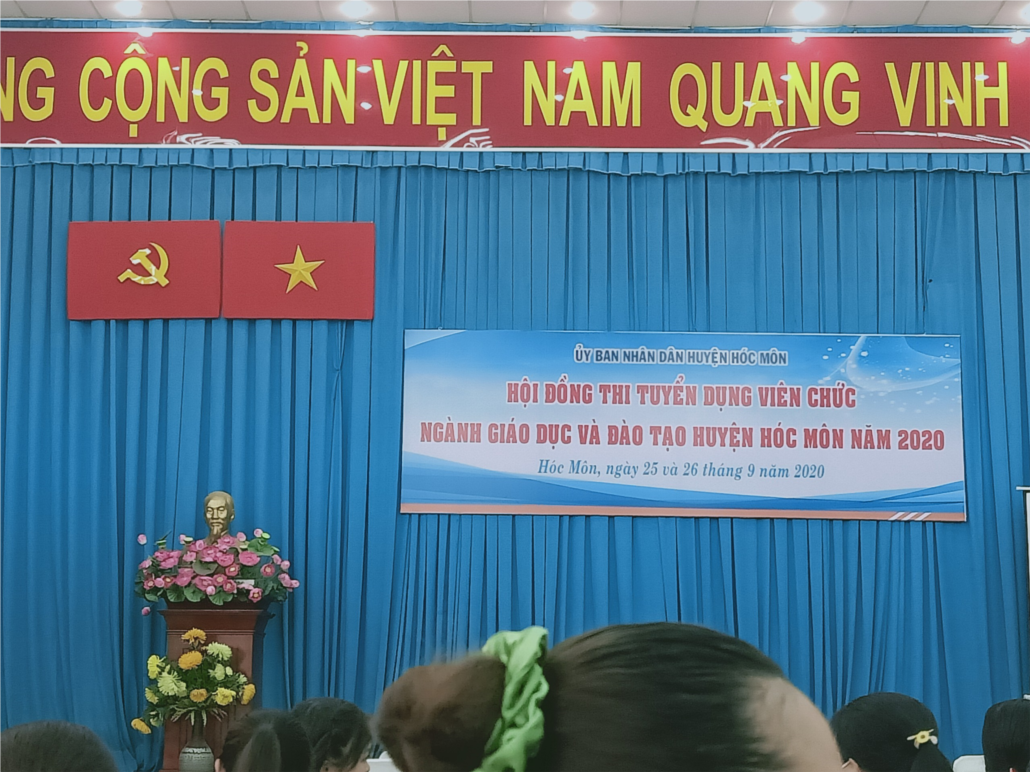 NG CỘNG SẢN VIỆT NAM QUANG VINH
ỦY BAN NHÂN DÂN HUYỆN HÓC MÔN
HỘI ĐỒNG THI TUYỂN DỤNG VIÊN CHỨC
NGÀNH GIÁO DỤC VÀ ĐÀO TẠO HUYỆN HÓC MÔN NĂM 2020
Hóc Môn, ngày 25 và 26 tháng 9 năm 2020